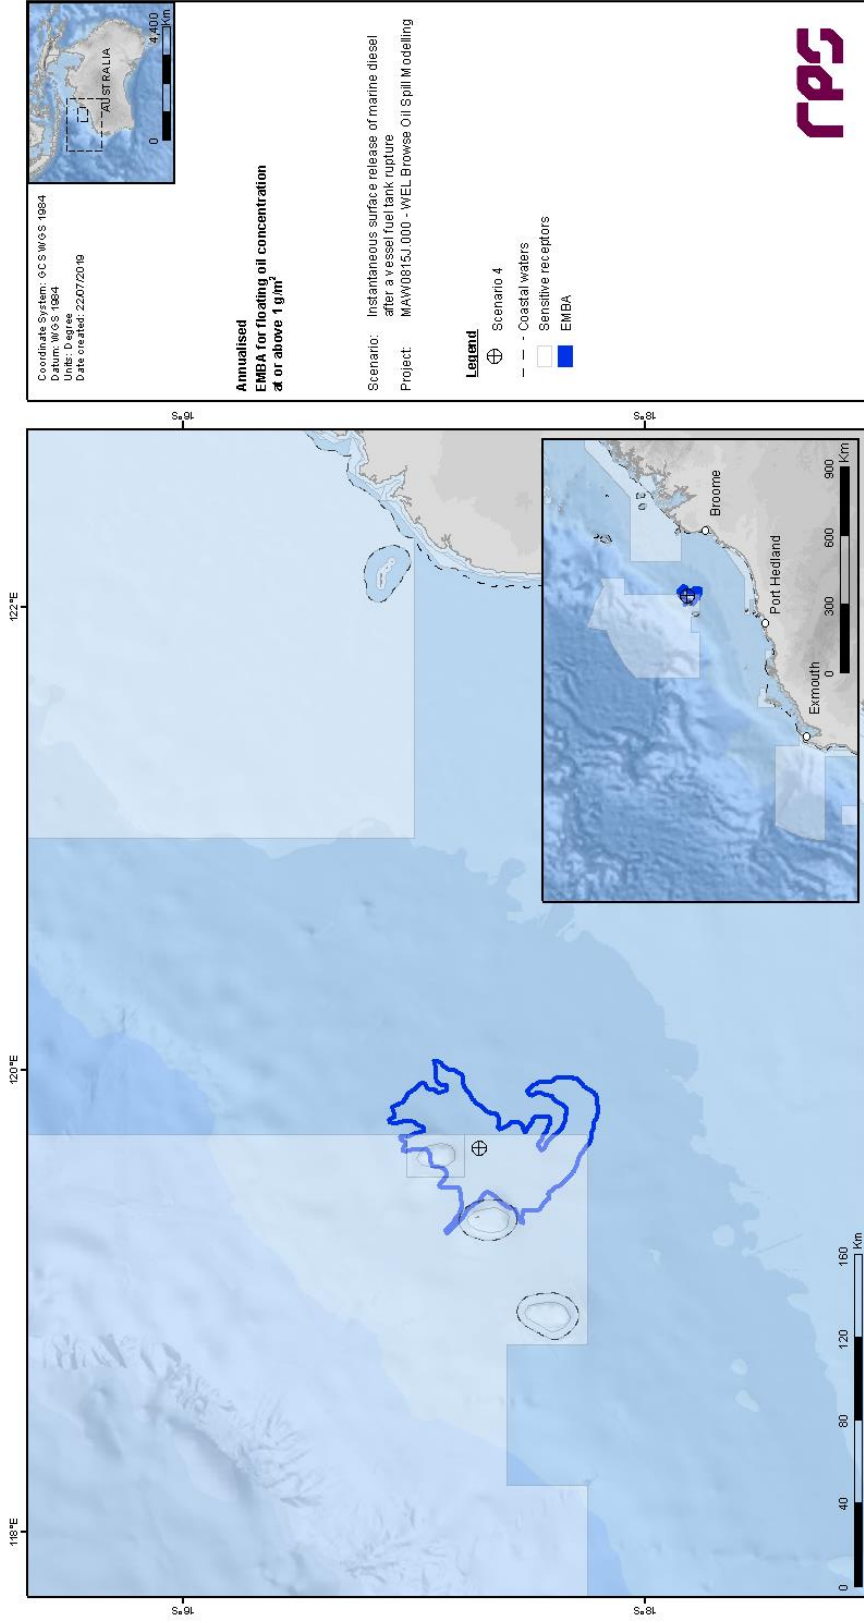 AUSTRALIA
0
4,400
Km
Coordinate System: GCS WGS 1984
Datum: WGS 1984
Units: Degree
Date created: 22/07/2019
Annualised
EMBA for floating oil concentration
at or above 1 g/m²
Scenario: Instantaneous surface release of marine diesel
after a vessel fuel tank rupture
Project: MAW0815J.000 - WEL Browse Oil Spill Modelling
Legend
Scenario 4
Coastal waters
Sensitive receptors
EMBA
rps
118°E
120°E
122°E
16°S
18°S
16°S
18°S
0 40 80 120 160
Km
Exmouth
Port Hedland
Broome
0 300 600 900
Km